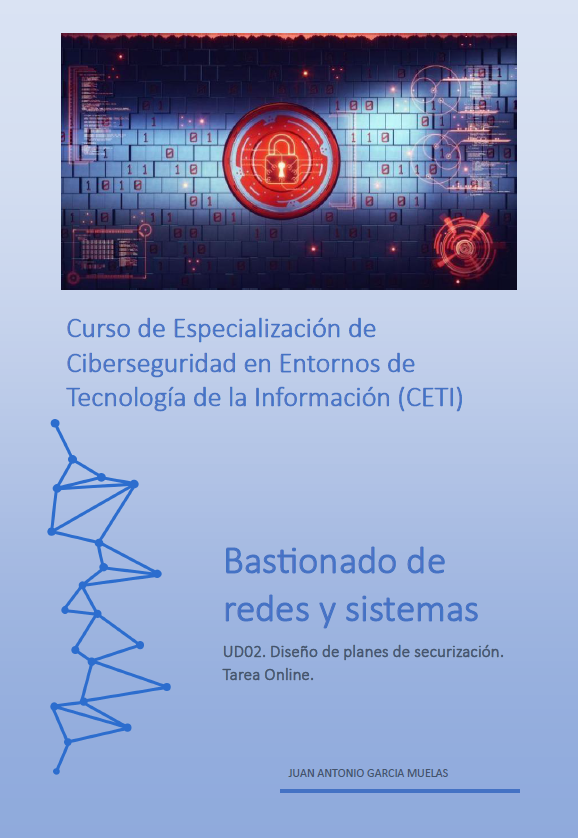 Curso de Especialización de
Ciberseguridad en Entornos de
Tecnología de la Información (CETI)
Bastionado de
redes y sistemas
UD02. Diseño de planes de securización.
Tarea Online.
JUAN ANTONIO GARCIA MUELAS